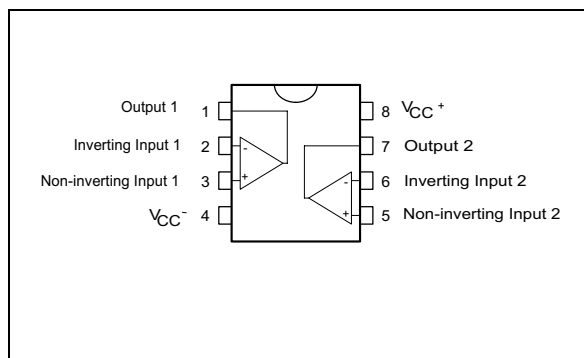 Output 1 1
Inverting Input 1 2
Non-inverting Input 1 3
VCC- 4
-
+
8 VCC+
7 Output 2
- 6 Inverting Input 2
+ 5 Non-inverting Input 2